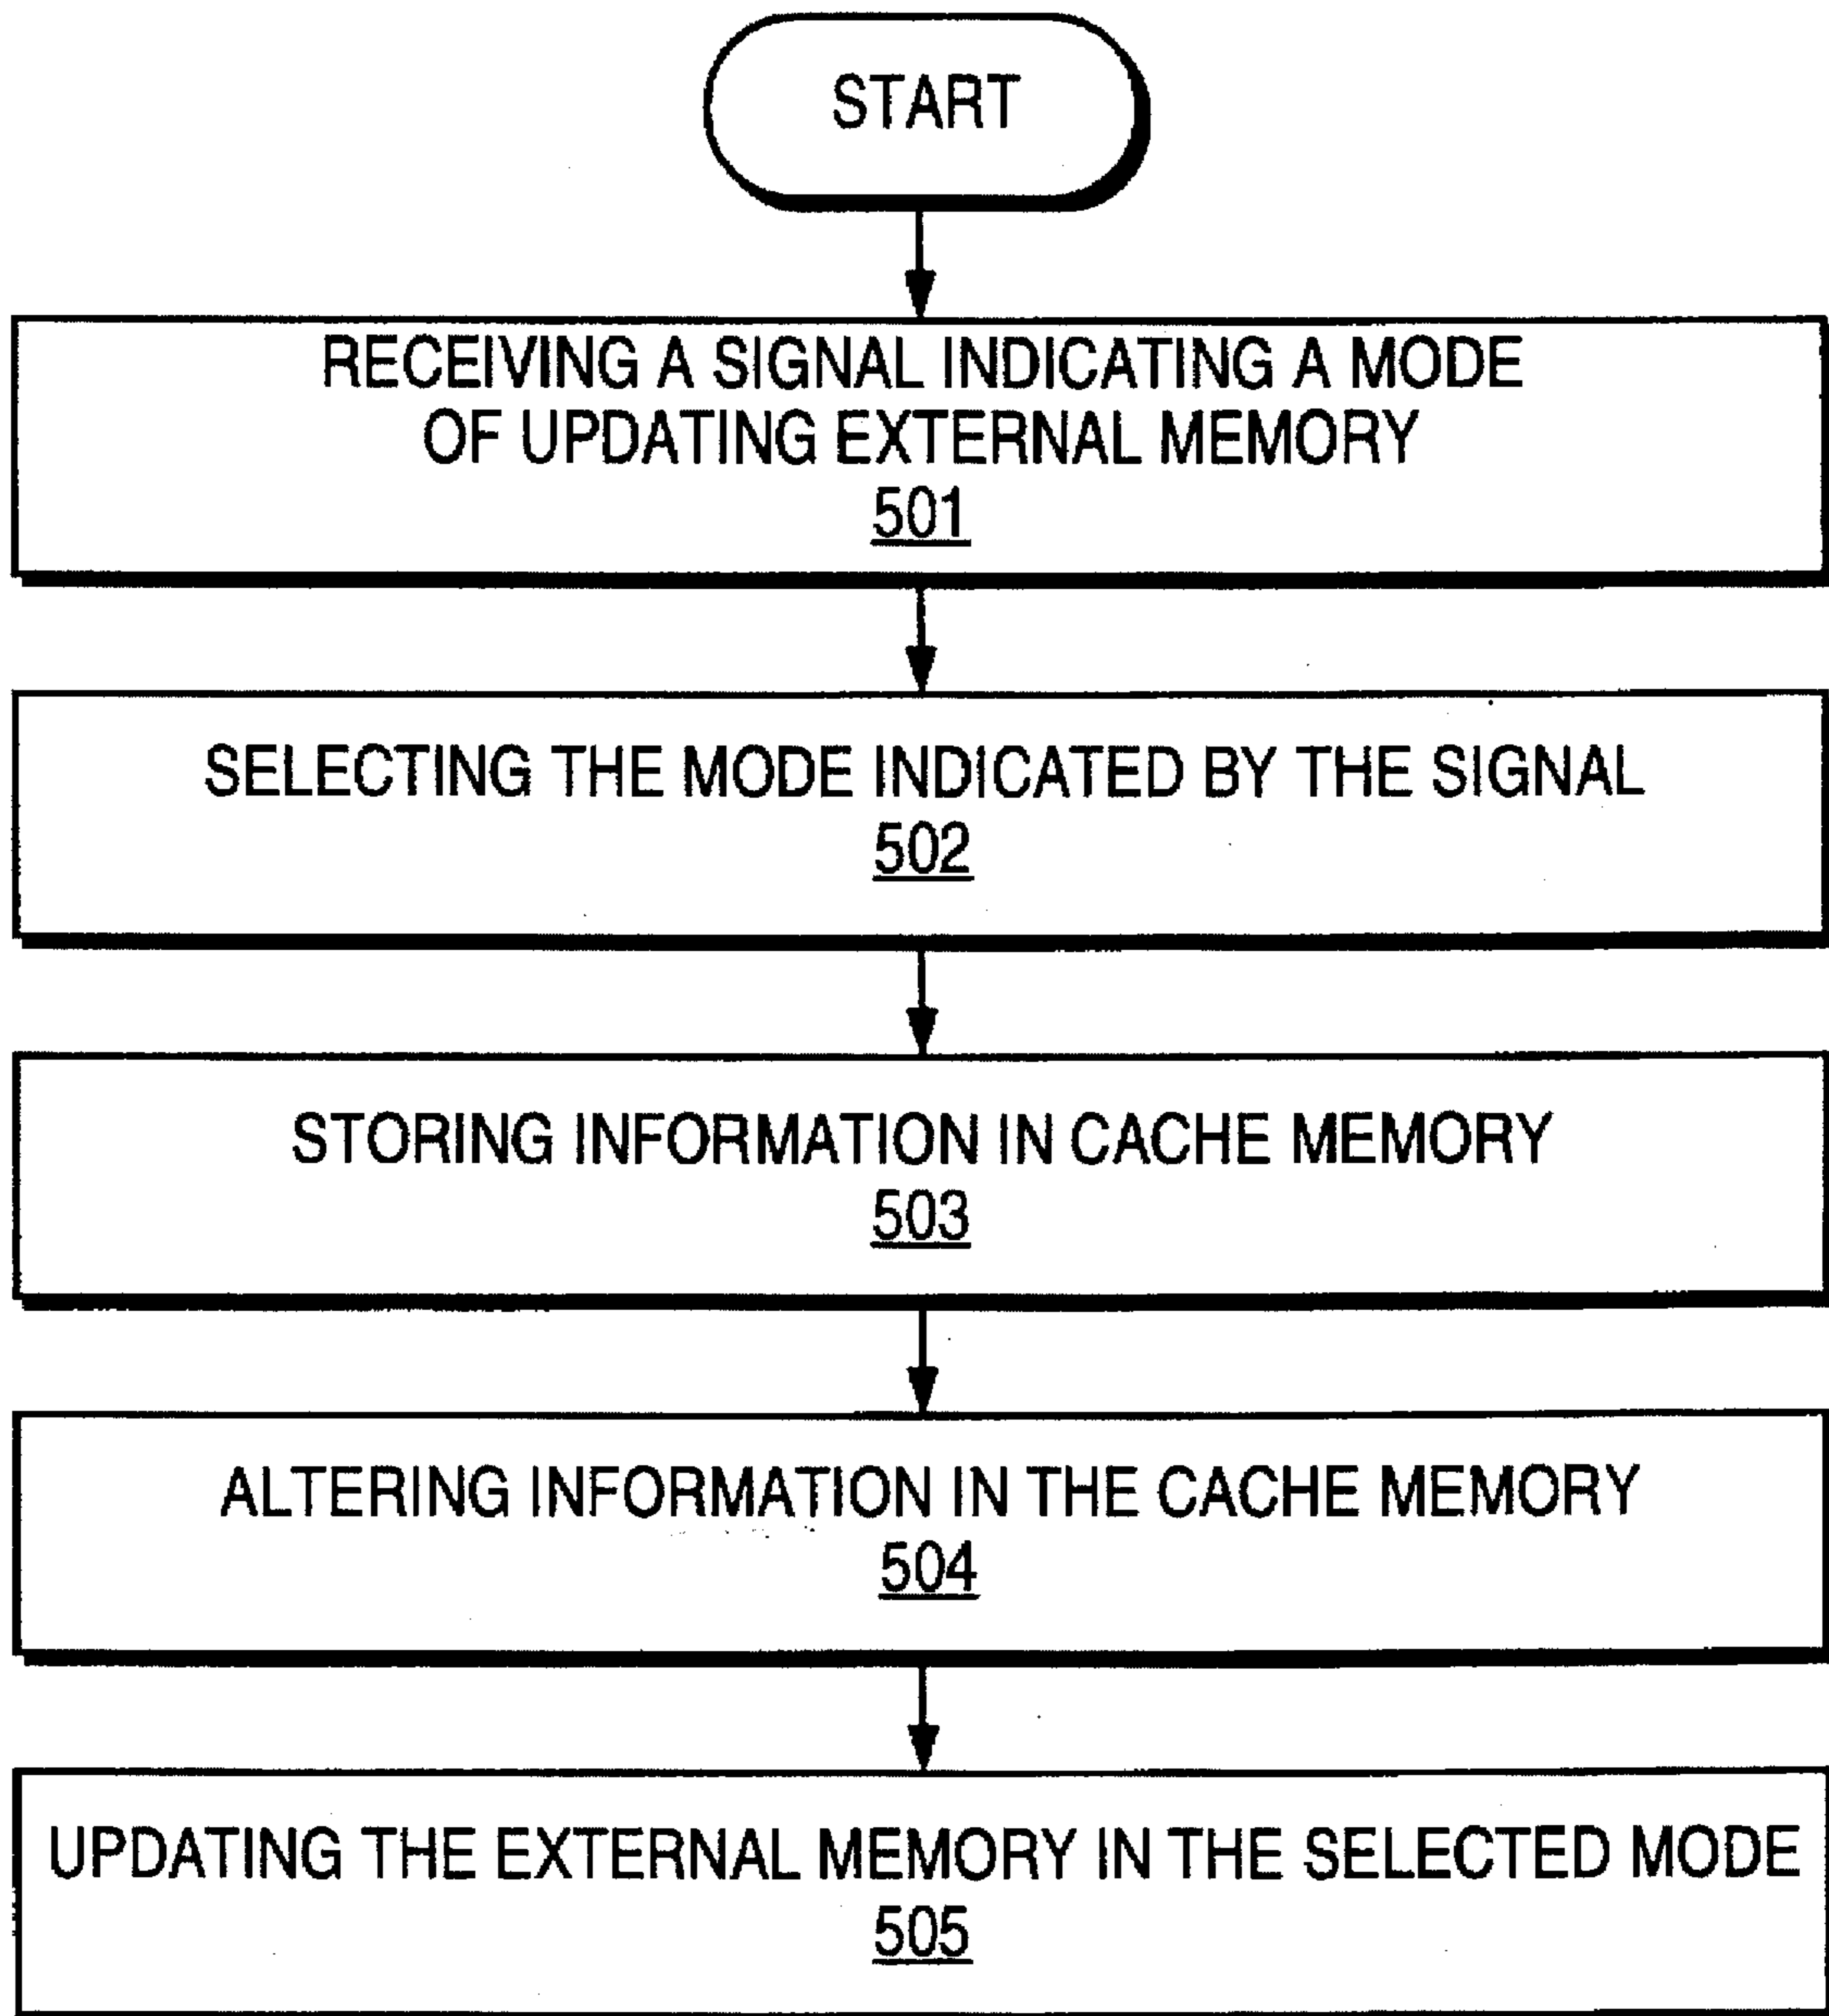 START
RECEIVING A SIGNAL INDICATING A MODE
OF UPDATING EXTERNAL MEMORY
501
SELECTING THE MODE INDICATED BY THE SIGNAL
502
STORING INFORMATION IN CACHE MEMORY
503
ALTERING INFORMATION IN THE CACHE MEMORY
504
UPDATING THE EXTERNAL MEMORY IN THE SELECTED MODE
505